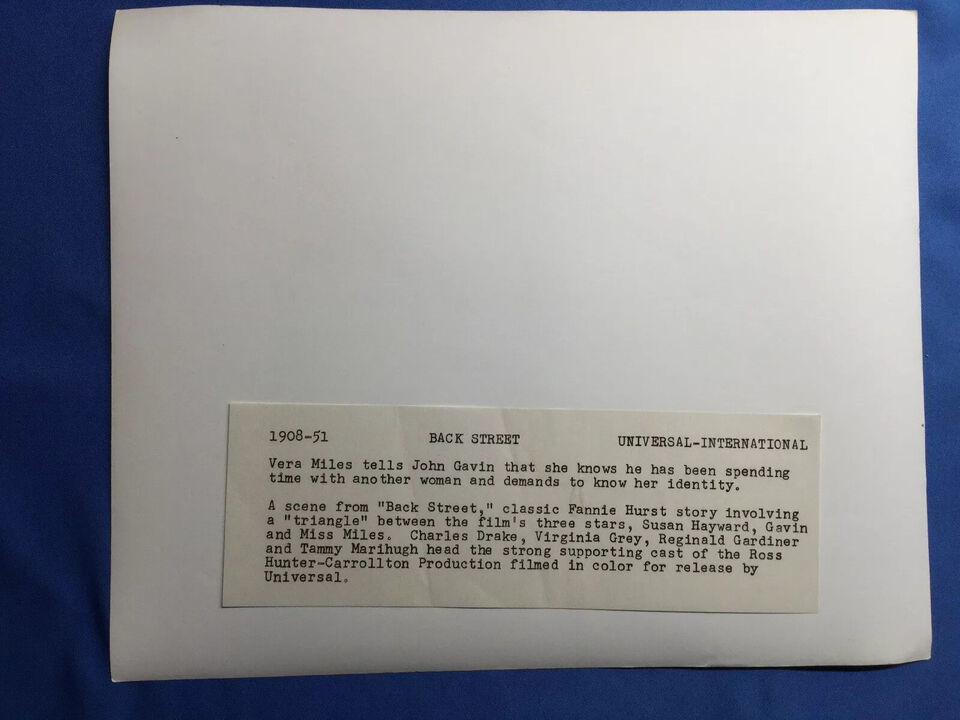 1908-51 BACK STREET UNIVERSAL-INTERNATIONAL
Vera Miles tells John Gavin that she knows he has been spending
time with another woman and demands to know her identity.
A scene from "Back Street," classic Fannie Hurst story involving
a "triangle" between the film's three stars, Susan Hayward, Gavin
and Miss Miles. Charles Drake, Virginia Grey, Reginald Gardiner
and Tammy Marihugh head the strong supporting cast of the Ross
Hunter-Carrollton Production filmed in color for release by
Universal.